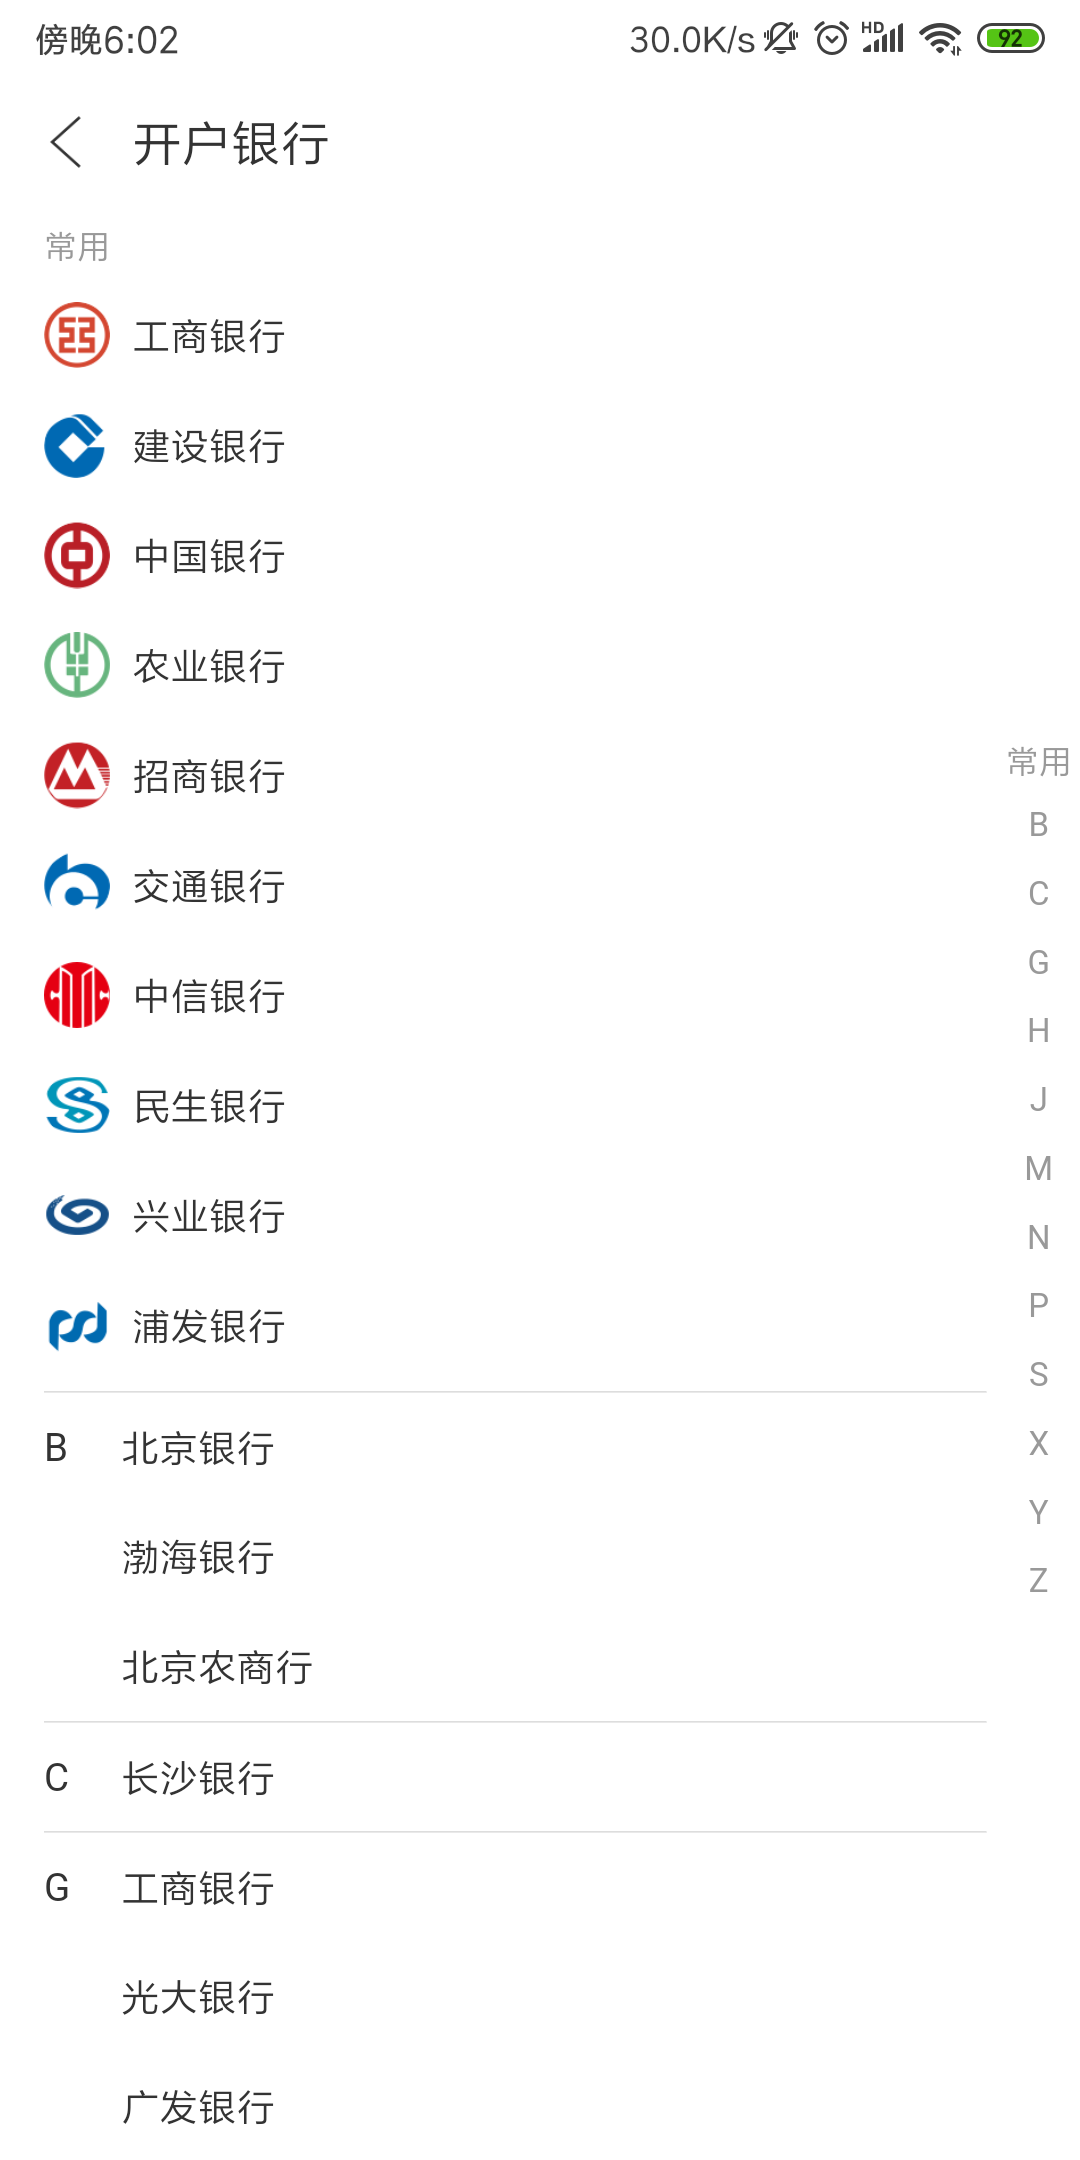 傍晚6:02 30.0K/s HD 92
开户银行
常用
工商银行
建设银行
中国银行
农业银行
招商银行
交通银行
中信银行
民生银行
兴业银行
浦发银行
B 北京银行
渤海银行
北京农商行
C 长沙银行
G 工商银行
光大银行
广发银行
常用
B
C
G
H
J
M
N
P
S
X
Y
Z